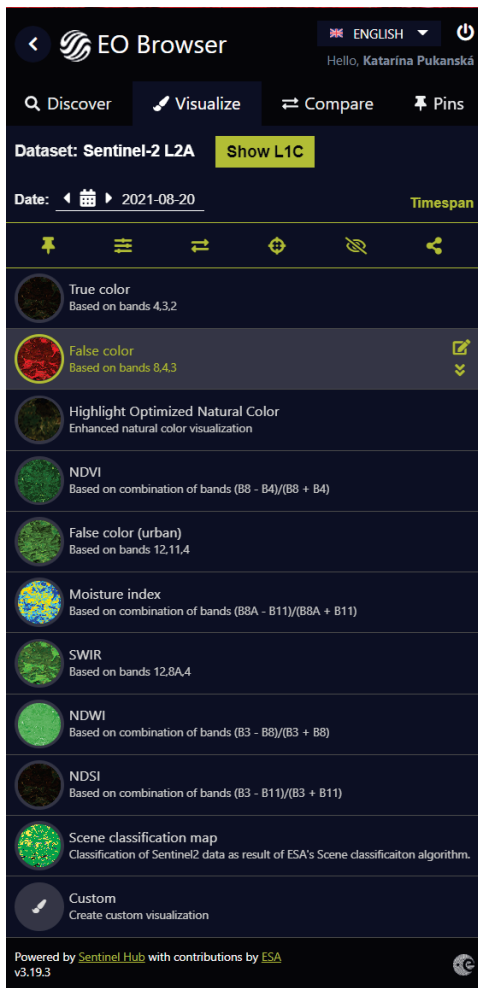 EO Browser
ENGLISH
Hello, Katarína Pukanská
Discover
Visualize
Compare
Pins
Dataset: Sentinel-2 L2A
Show L1C
Date: 2021-08-20
Timespan
True color
Based on bands 4,3,2
False color
Based on bands 8,4,3
Highlight Optimized Natural Color
Enhanced natural color visualization
NDVI
Based on combination of bands (B8 - B4)/(B8 + B4)
False color (urban)
Based on bands 12,11,4
Moisture index
Based on combination of bands (B8A - B11)/(B8A + B11)
SWIR
Based on bands 12,8A,4
NDWI
Based on combination of bands (B3 - B8)/(B3 + B8)
NDSI
Based on combination of bands (B3 - B11)/(B3 + B11)
Scene classification map
Classification of Sentinel2 data as result of ESA's Scene classificaiton algorithm.
Custom
Create custom visualization
Powered by Sentinel Hub with contributions by ESA
v3.19.3